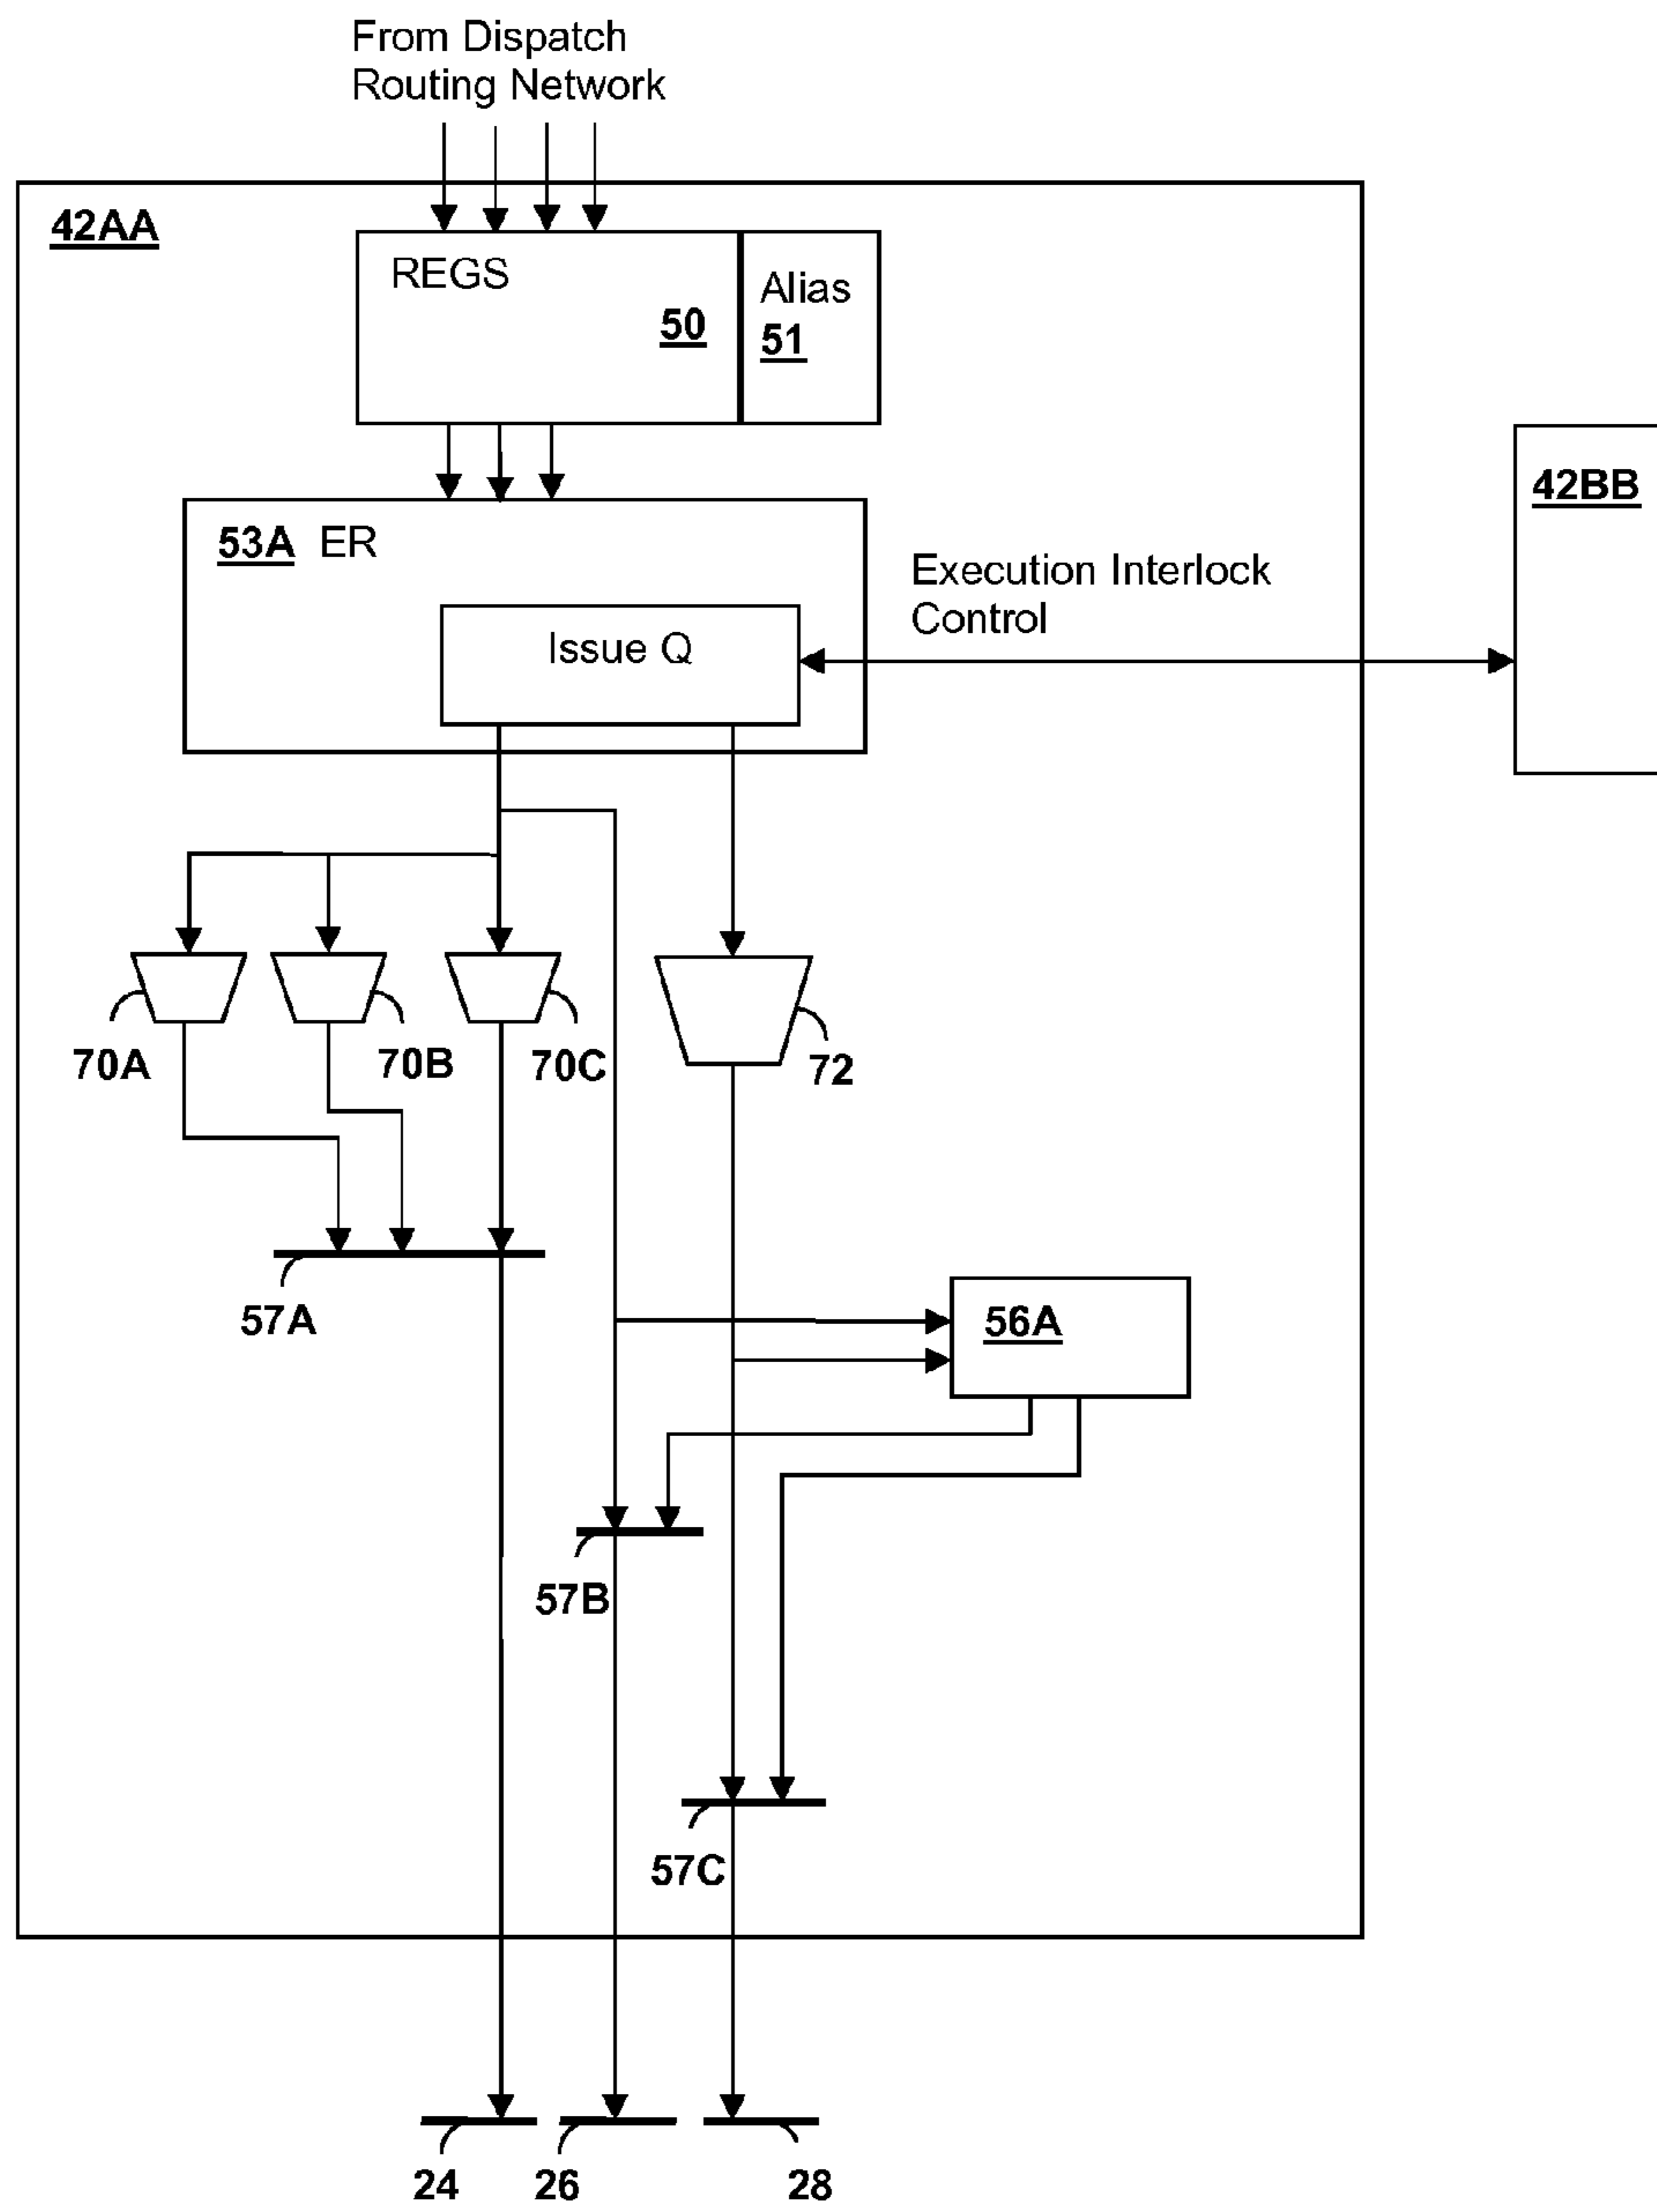 From Dispatch
Routing Network
42AA
REGS
50
Alias
51
53A ER
Issue Q
Execution Interlock
Control
42BB
70A
70B
70C
72
57A
56A
57B
57C
24
26
28